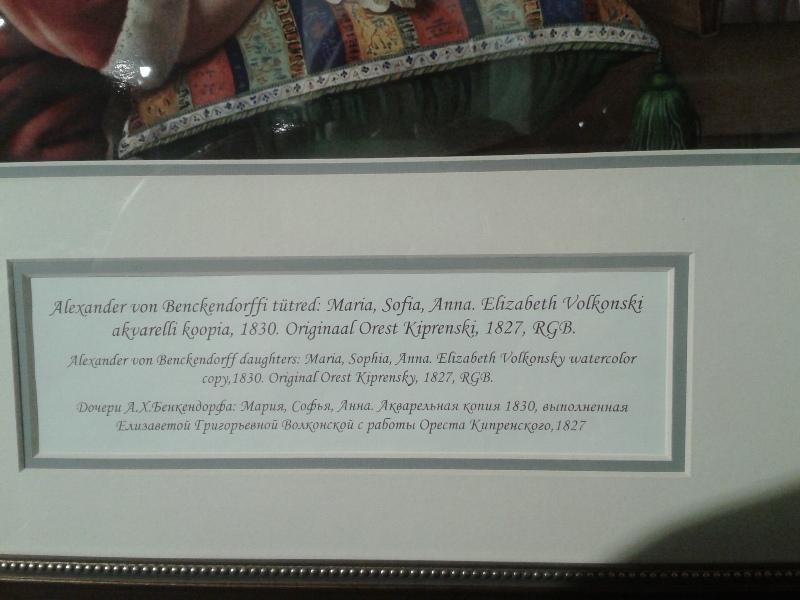 Alexander von Benckendorffi tütred: Maria, Sofia, Anna. Elizabeth Volkonski
akvarelli koopia, 1830. Originaal Orest Kiprenski, 1827, RGB.
Alexander von Benckendorff daughters: Maria, Sophia, Anna. Elizabeth Volkonsky watercolor
copy,1830. Original Orest Kiprensky, 1827, RGB.
Дочери А.Х.Бенкендорфа: Мария, Софья, Анна. Акварельная копия 1830, выполненная
Елизаветой Григорьевной Волконской с работы Ореста Кипренского,1827